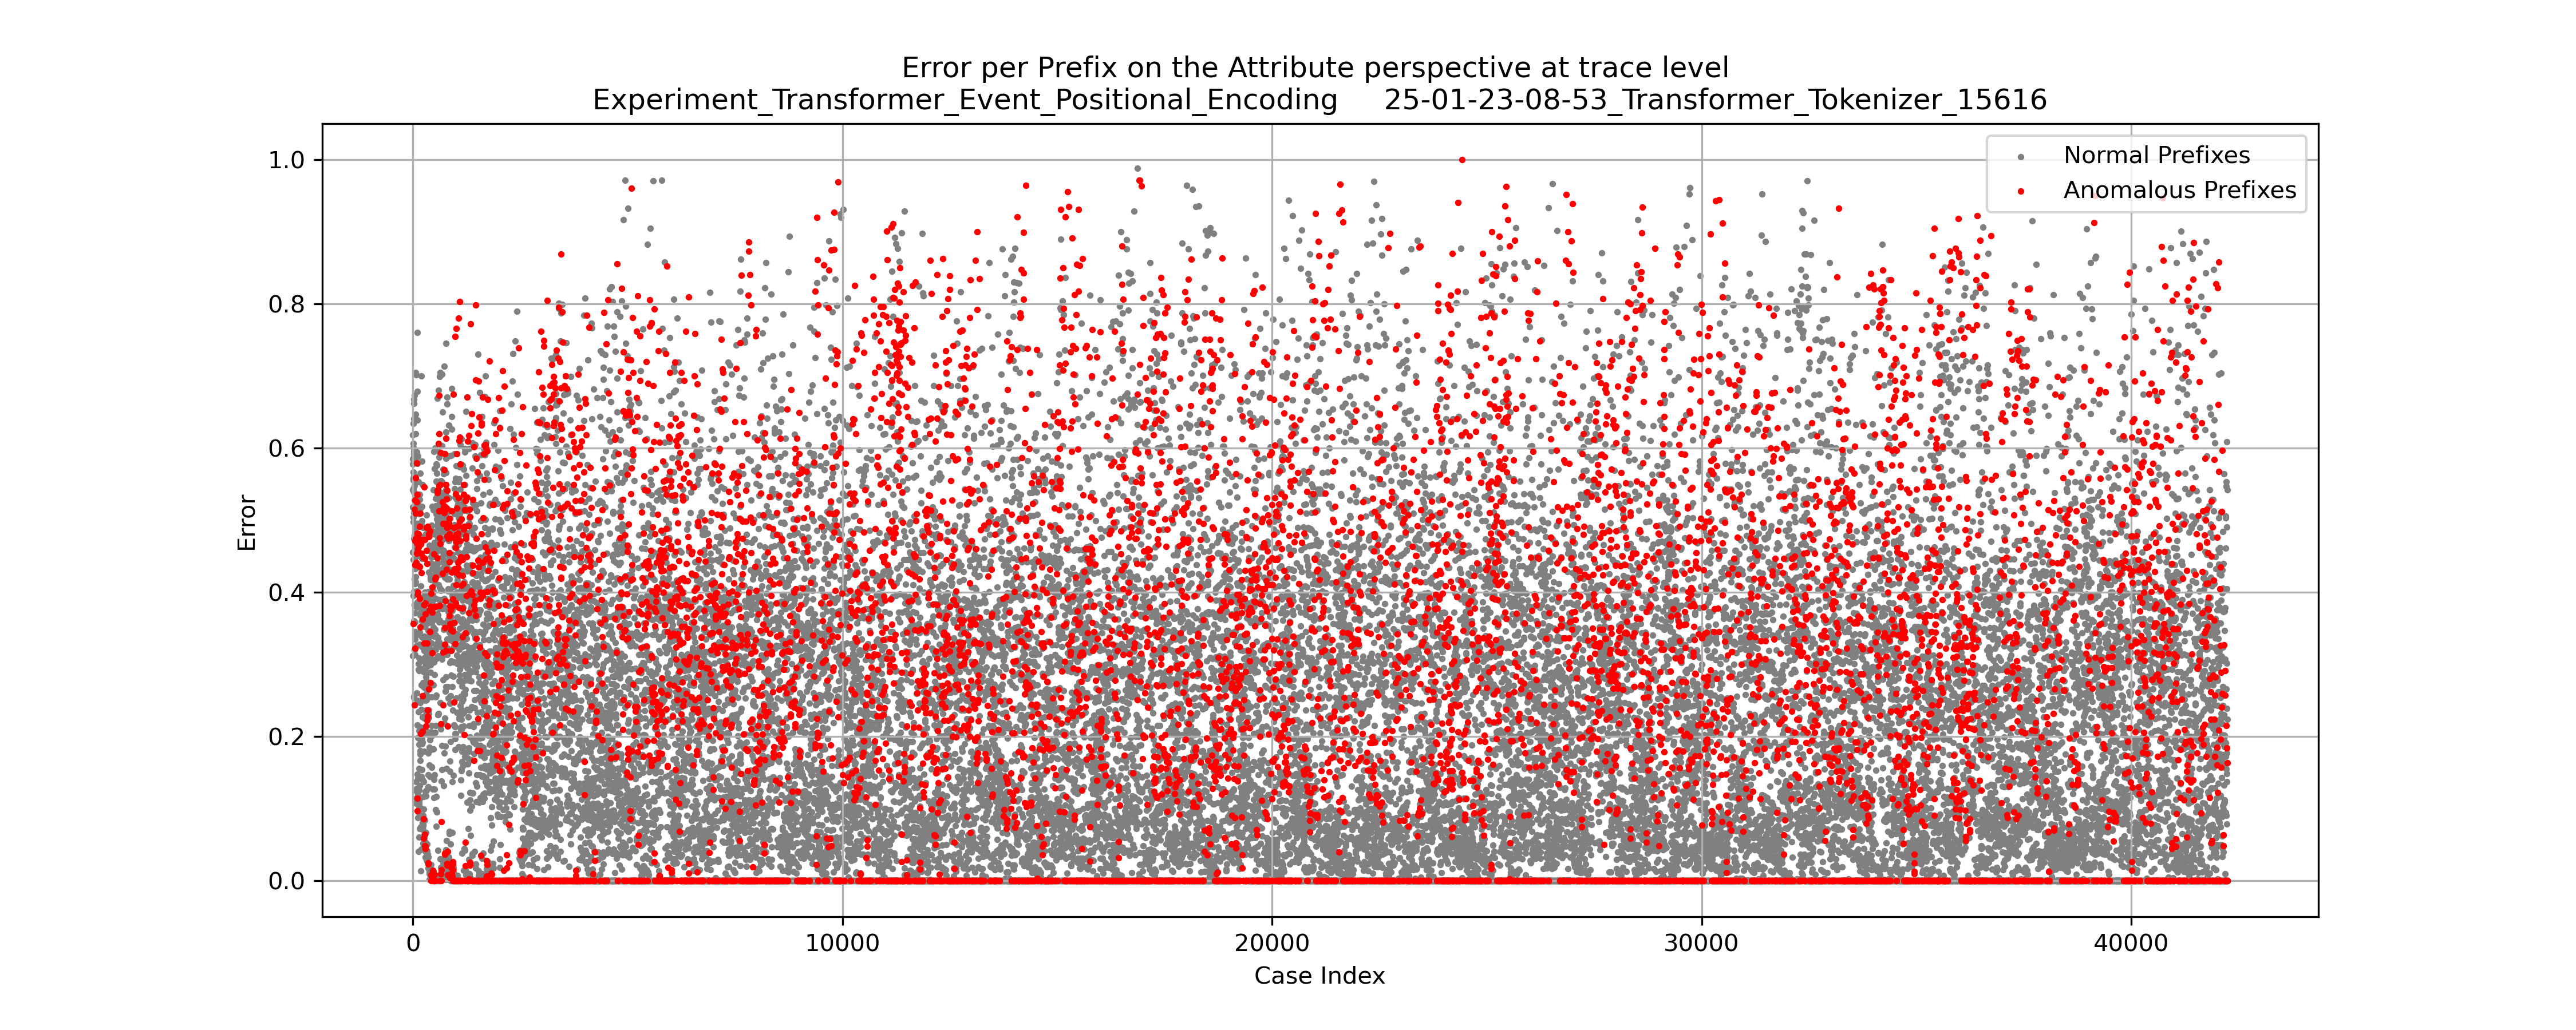 Error per Prefix on the Attribute perspective at trace level
Experiment_Transformer_Event_Positional_Encoding     25-01-23-08-53_Transformer_Tokenizer_15616
Normal Prefixes
Anomalous Prefixes
1.0
0.8
0.6
0.4
0.2
0.0
Error
0
10000
20000
30000
40000
Case Index